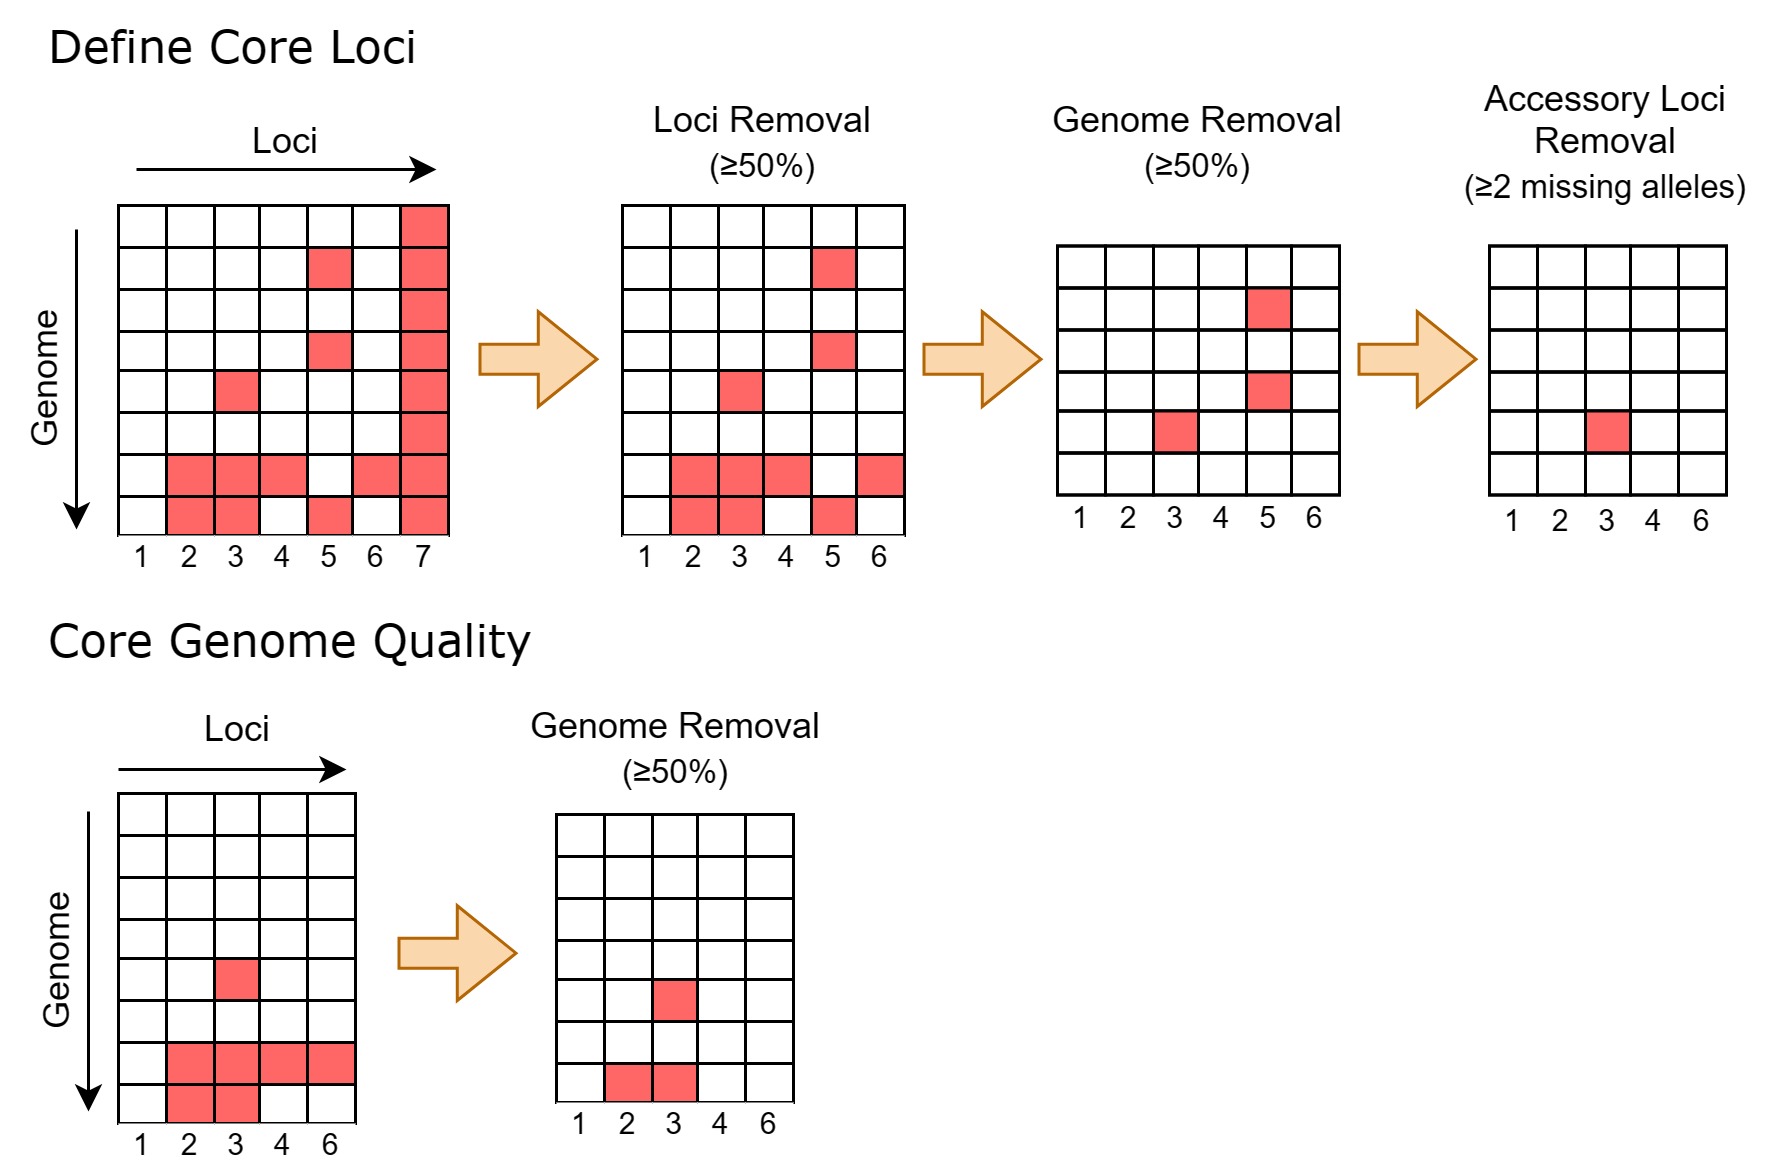 Define Core Loci
Loci
Genome
1 2 3 4 5 6 7
Loci Removal
(≥50%)
1 2 3 4 5 6
Genome Removal
(≥50%)
1 2 3 4 5 6
Accessory Loci
Removal
(≥2 missing alleles)
1 2 3 4 6
Core Genome Quality
Loci
Genome
1 2 3 4 6
Genome Removal
(≥50%)
1 2 3 4 6